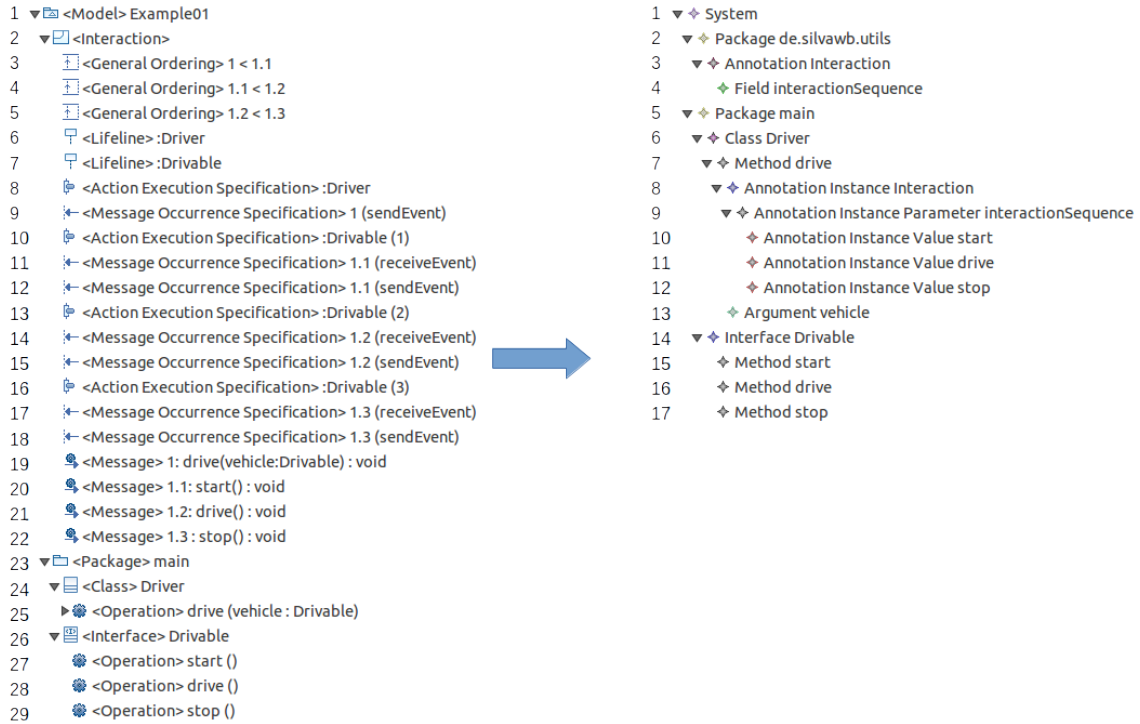 1 <Model> Example01
2 <Interaction>
3 <General Ordering> 1 < 1.1
4 <General Ordering> 1.1 < 1.2
5 <General Ordering> 1.2 < 1.3
6 <Lifeline> :Driver
7 <Lifeline> :Drivable
8 <Action Execution Specification> :Driver
9 <Message Occurrence Specification> 1 (sendEvent)
10 <Action Execution Specification> :Drivable (1)
11 <Message Occurrence Specification> 1.1 (receiveEvent)
12 <Message Occurrence Specification> 1.1 (sendEvent)
13 <Action Execution Specification> :Drivable (2)
14 <Message Occurrence Specification> 1.2 (receiveEvent)
15 <Message Occurrence Specification> 1.2 (sendEvent)
16 <Action Execution Specification> :Drivable (3)
17 <Message Occurrence Specification> 1.3 (receiveEvent)
18 <Message Occurrence Specification> 1.3 (sendEvent)
19 <Message> 1: drive(vehicle:Drivable) : void
20 <Message> 1.1: start() : void
21 <Message> 1.2: drive() : void
22 <Message> 1.3 : stop() : void
23 <Package> main
24 <Class> Driver
25 <Operation> drive (vehicle : Drivable)
26 <Interface> Drivable
27 <Operation> start ()
28 <Operation> drive ()
29 <Operation> stop ()
1 System
2 Package de.silvawb.utils
3 Annotation Interaction
4 Field interactionSequence
5 Package main
6 Class Driver
7 Method drive
8 Annotation Instance Interaction
9 Annotation Instance Parameter interactionSequence
10 Annotation Instance Value start
11 Annotation Instance Value drive
12 Annotation Instance Value stop
13 Argument vehicle
14 Interface Drivable
15 Method start
16 Method drive
17 Method stop